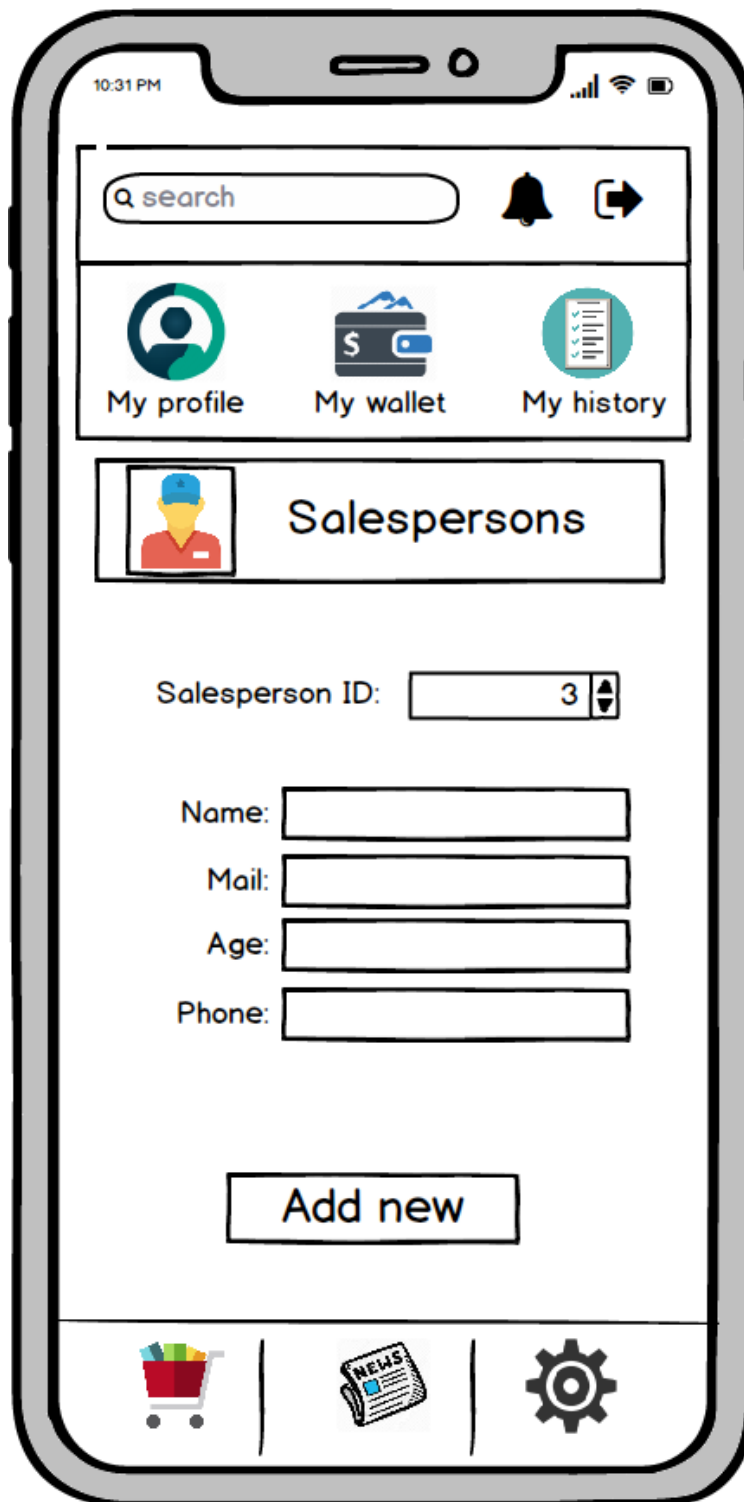 10:31 PM
search
My profile My wallet My history
$
Salespersons
Salesperson ID: 3
Name:
Mail:
Age:
Phone:
Add new
NEWS